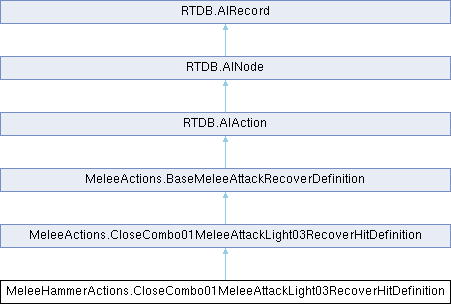 RTDB.AIRecord
RTDB.AINode
RTDB.AIAction
MeleeActions.BaseMeleeAttackRecoverDefinition
MeleeActions.CloseCombo01MeleeAttackLight03RecoverHitDefinition
MeleeHammerActions.CloseCombo01MeleeAttackLight03RecoverHitDefinition